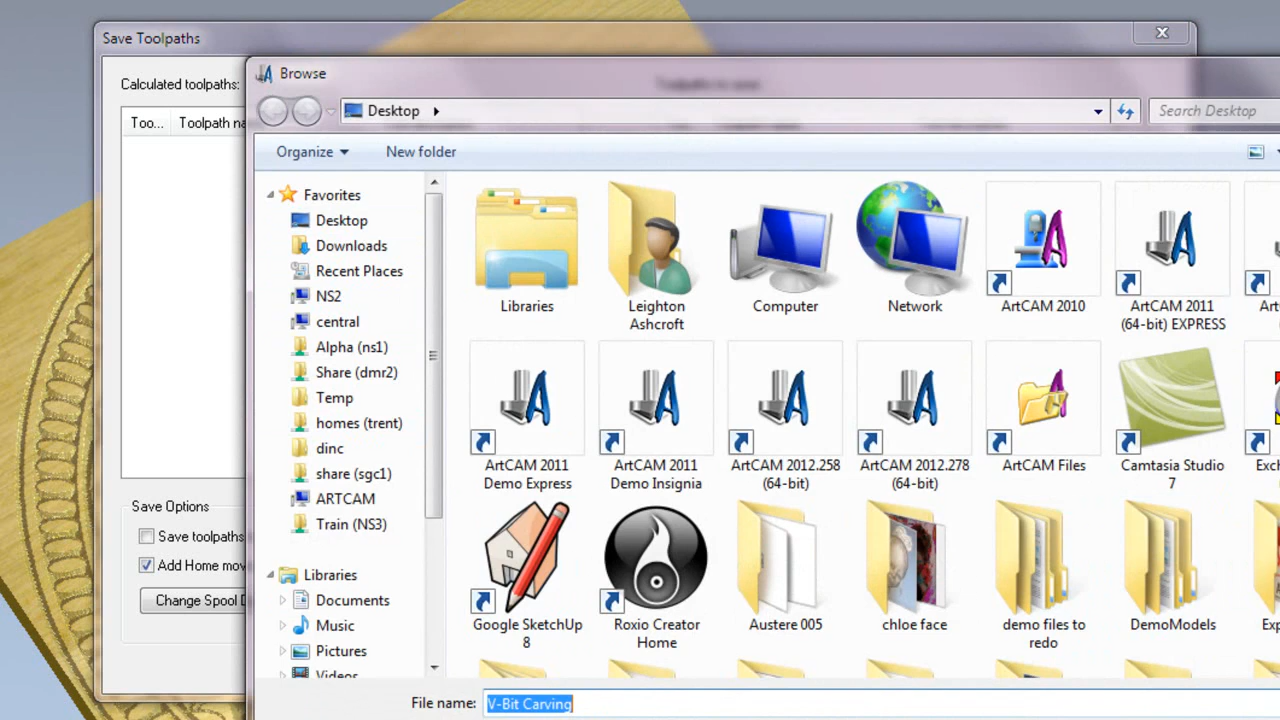 Save Toolpaths
Calculated toolpaths:
Too...
Toolpath na
Save Options
Save toolpaths
Add Home mov
Change Spool D
Browse
Desktop
Search Desktop
Organize
New folder
Favorites
Desktop
Downloads
Recent Places
NS2
central
Alpha (ns1)
Share (dmr2)
Temp
homes (trent)
dinc
share (sgc1)
ARTCAM
Train (NS3)
Libraries
Documents
Music
Pictures
Videos
Libraries
Leighton
Ashcroft
Computer
Network
ArtCAM 2010
ArtCAM 2011
(64-bit) EXPRESS
ArtCAM 2011
Demo Express
ArtCAM 2011
Demo Insignia
ArtCAM 2012.258
(64-bit)
ArtCAM 2012.278
(64-bit)
ArtCAM Files
Camtasia Studio
7
Google SketchUp
8
Roxio Creator
Home
Austere 005
chloe face
demo files to
redo
DemoModels
File name:
V-Bit Carving